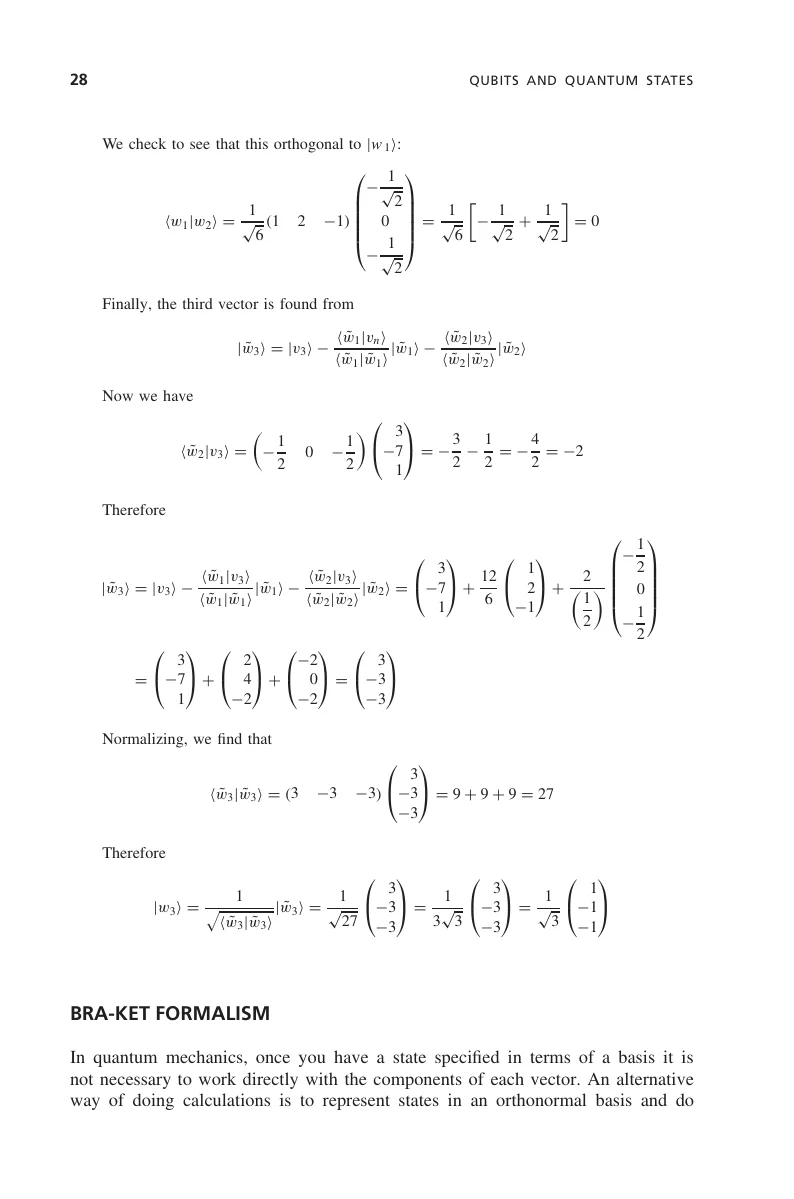 28 QUBITS AND QUANTUM STATES
We check to see that this orthogonal to |w₁⟩:
⟨w₁|w₂⟩ = 1/√6 (1 2 −1) (−1/√2, 0, −1/√2) = 1/√6 [−1/√2 + 1/√2] = 0
Finally, the third vector is found from
|w̃₃⟩ = |v₃⟩ − ⟨w̃₁|vₙ⟩/⟨w̃₁|w̃₁⟩ |w̃₁⟩ − ⟨w̃₂|v₃⟩/⟨w̃₂|w̃₂⟩ |w̃₂⟩
Now we have
⟨w̃₂|v₃⟩ = (−1/2 0 −1/2) (3, −7, 1) = −3/2 − 1/2 = −4/2 = −2
Therefore
|w̃₃⟩ = |v₃⟩ − ⟨w̃₁|v₃⟩/⟨w̃₁|w̃₁⟩ |w̃₁⟩ − ⟨w̃₂|v₃⟩/⟨w̃₂|w̃₂⟩ |w̃₂⟩ = (3, −7, 1) + 12/6 (1, 2, −1) + 2/(1/2) (−1/2, 0, −1/2)
= (3, −7, 1) + (2, 4, −2) + (−2, 0, −2) = (3, −3, −3)
Normalizing, we find that
⟨w̃₃|w̃₃⟩ = (3 −3 −3) (3, −3, −3) = 9 + 9 + 9 = 27
Therefore
|w₃⟩ = 1/√⟨w̃₃|w̃₃⟩ |w̃₃⟩ = 1/√27 (3, −3, −3) = 1/3√3 (3, −3, −3) = 1/√3 (1, −1, −1)
BRA-KET FORMALISM
In quantum mechanics, once you have a state specified in terms of a basis it is
not necessary to work directly with the components of each vector. An alternative
way of doing calculations is to represent states in an orthonormal basis and do